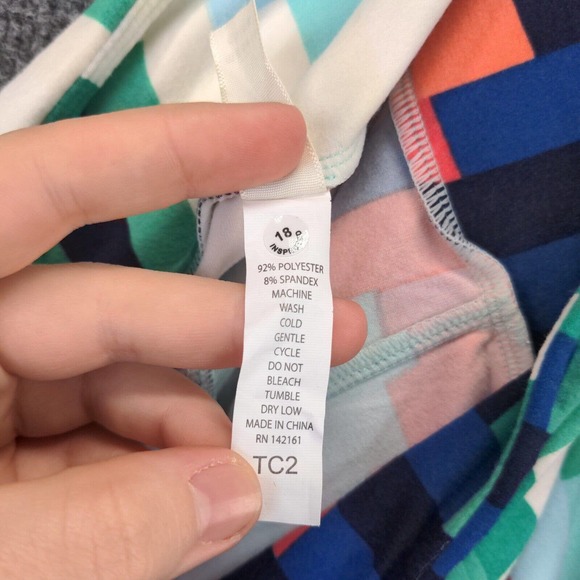 18
92% POLYESTER
8% SPANDEX
MACHINE
WASH
COLD
GENTLE
CYCLE
DO NOT
BLEACH
TUMBLE
DRY LOW
MADE IN CHINA
RN 142161
TC2